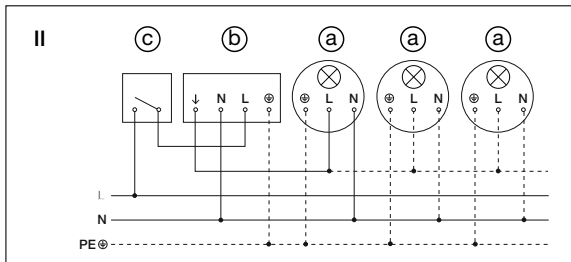 II c b a a a
↓ N L ⏚ ⏚ L N ⏚ L N ⏚ L N
L
N
PE ⏚